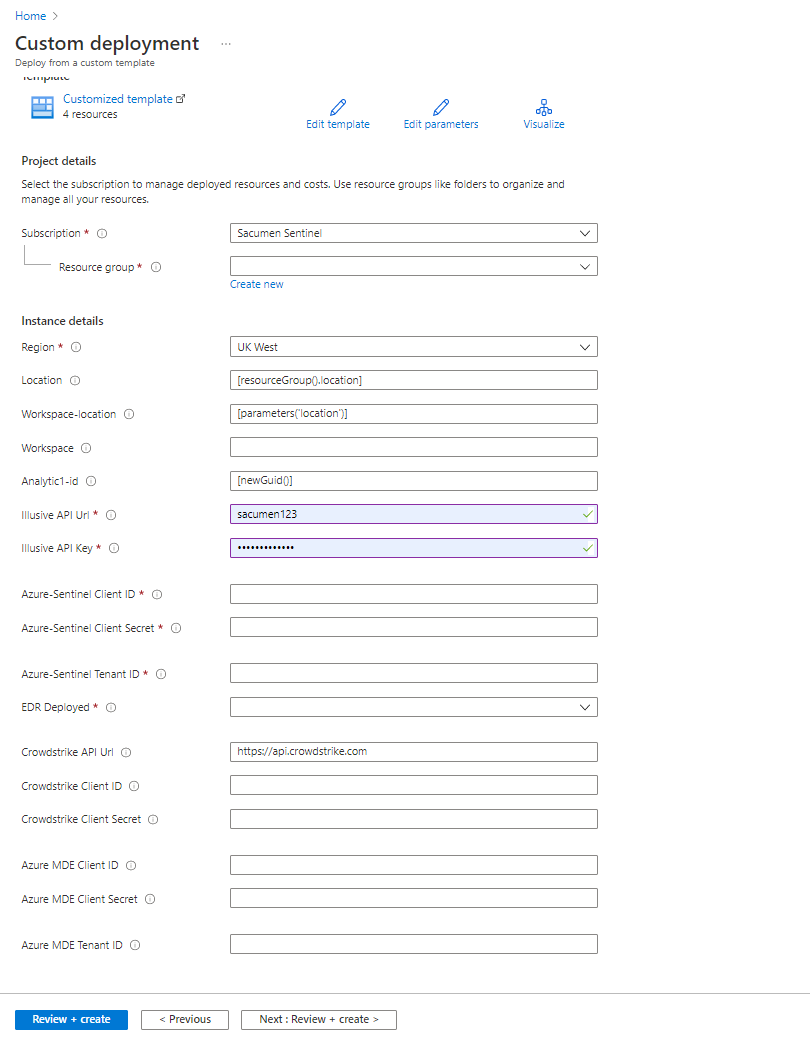 Home >
Custom deployment ...
Deploy from a custom template
Template
Customized template
4 resources
Edit template
Edit parameters
Visualize
Project details
Select the subscription to manage deployed resources and costs. Use resource groups like folders to organize and
manage all your resources.
Subscription *
Sacumen Sentinel
Resource group *
Create new
Instance details
Region *
UK West
Location
[resourceGroup().location]
Workspace-location
[parameters('location')]
Workspace
Analytic1-id
[newGuid()]
Illusive API Url *
sacumen123
Illusive API Key *
•••••••••••••
Azure-Sentinel Client ID *
Azure-Sentinel Client Secret *
Azure-Sentinel Tenant ID *
EDR Deployed *
Crowdstrike API Url
https://api.crowdstrike.com
Crowdstrike Client ID
Crowdstrike Client Secret
Azure MDE Client ID
Azure MDE Client Secret
Azure MDE Tenant ID
Review + create
< Previous
Next : Review + create >